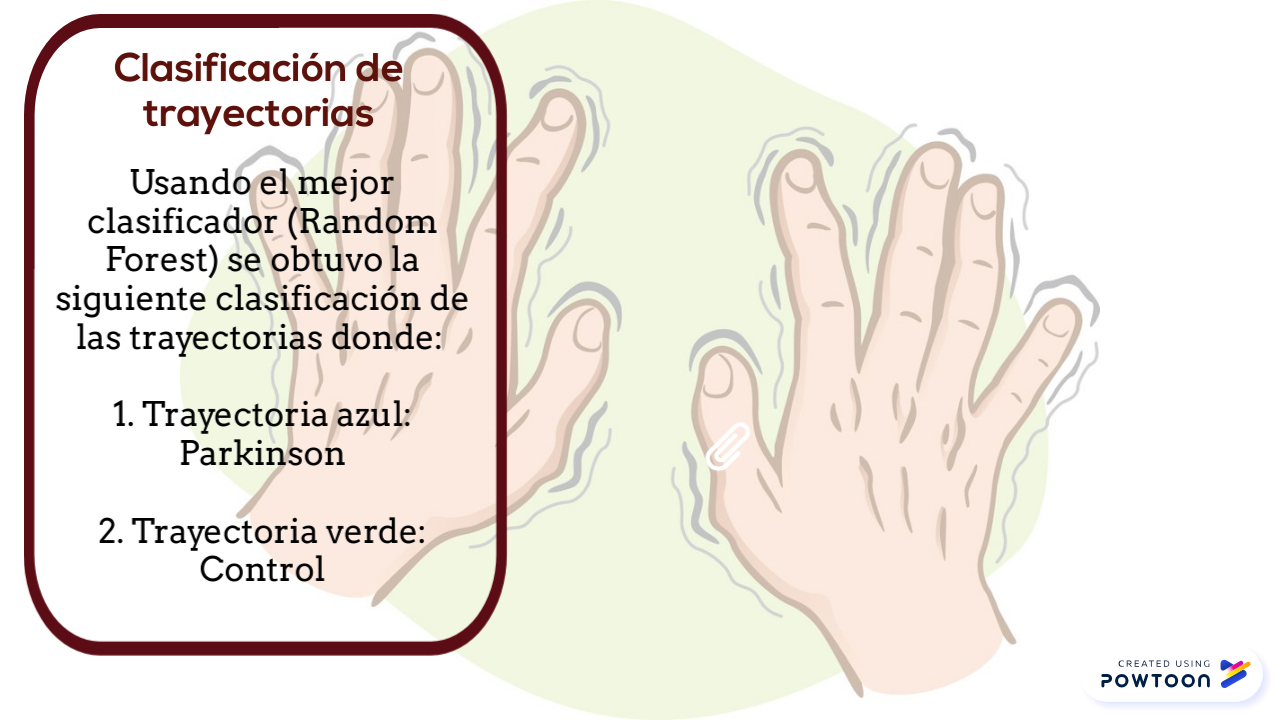 Clasificación de
trayectorias
Usando el mejor
clasificador (Random
Forest) se obtuvo la
siguiente clasificación de
las trayectorias donde:
1. Trayectoria azul:
Parkinson
2. Trayectoria verde:
Control
CREATED USING
POWTOON